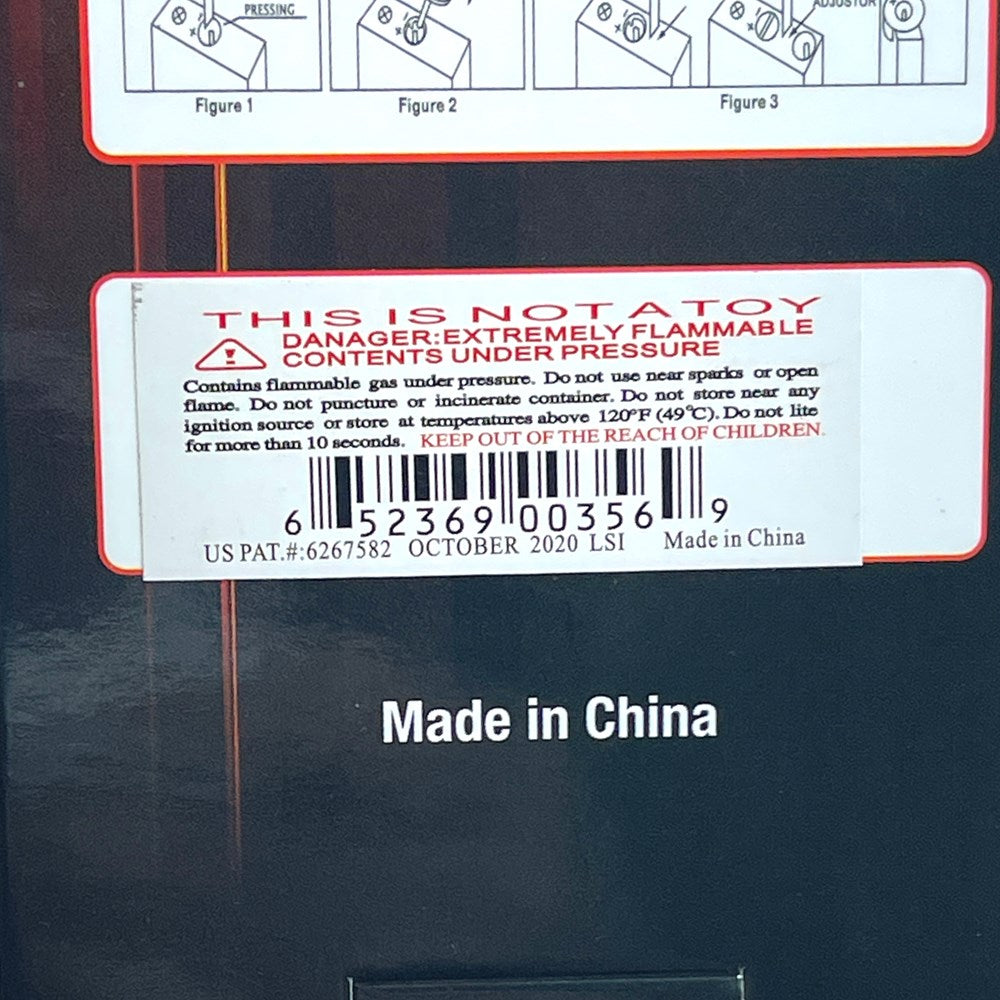 PRESSING
ADJUSTOR
Figure 1
Figure 2
Figure 3
THIS IS NOT A TOY
DANAGER:EXTREMELY FLAMMABLE
CONTENTS UNDER PRESSURE
Contains flammable gas under pressure. Do not use near sparks or open
flame. Do not puncture or incinerate container. Do not store near any
ignition source or store at temperatures above 120°F (49°C). Do not lite
for more than 10 seconds. KEEP OUT OF THE REACH OF CHILDREN.
6 52369 00356 9
US PAT.#:6267582 OCTOBER 2020 LSI Made in China
Made in China